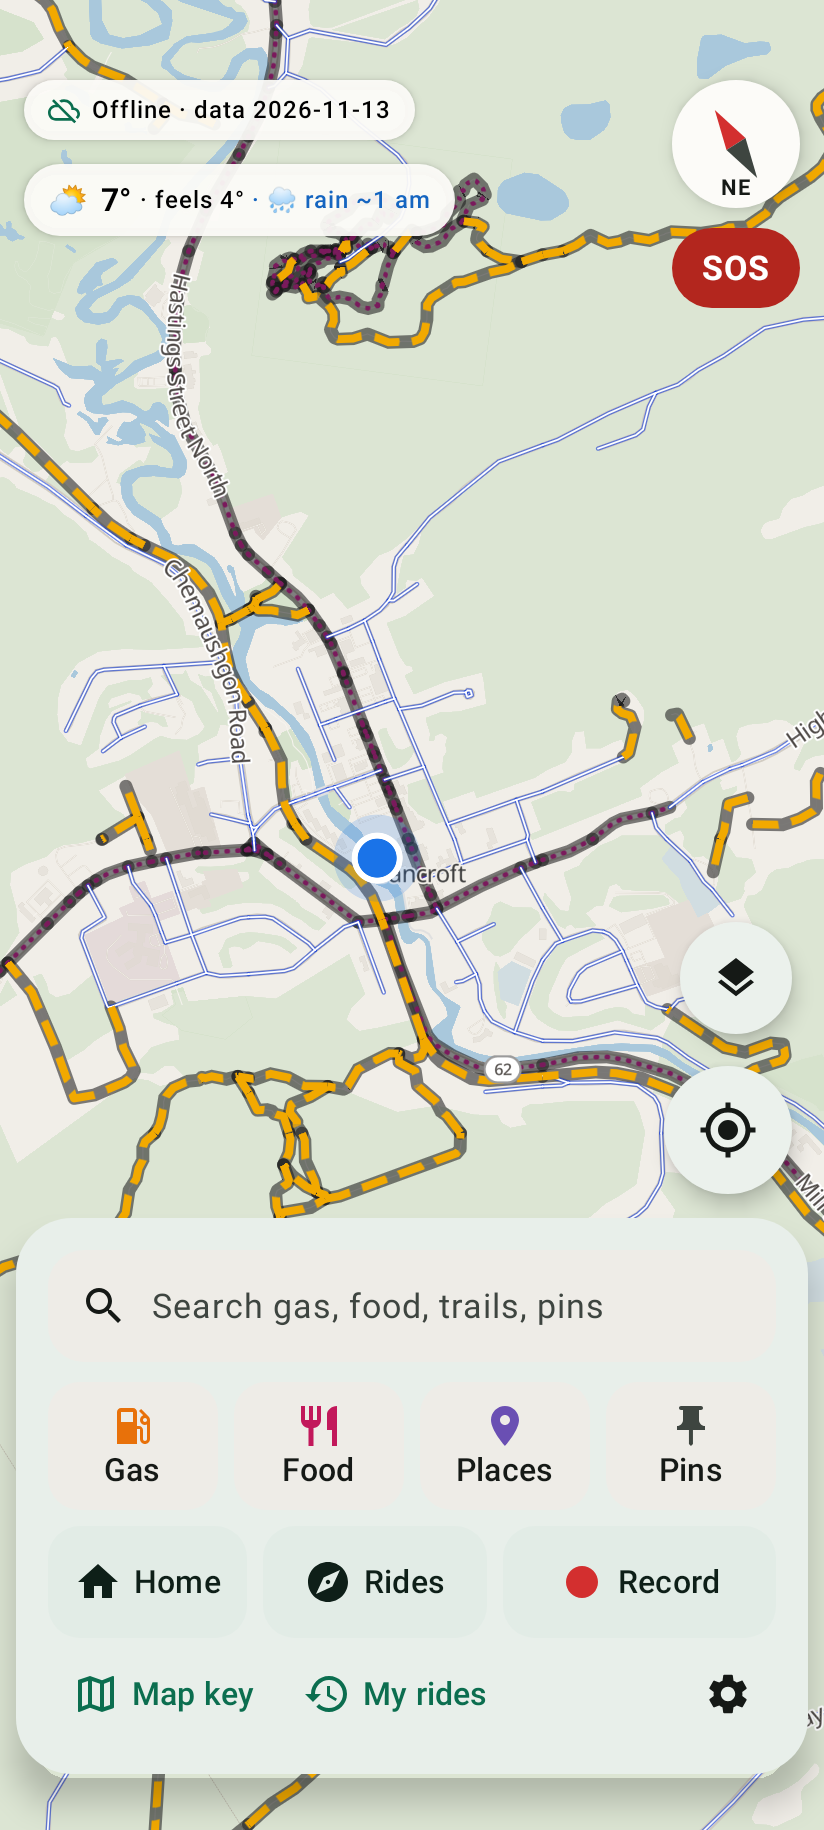 Offline · data 2026-11-13
7° · feels 4° · rain ~1 am
NE
SOS
Hastings Street North
Chemaushgon Road
62
Search gas, food, trails, pins
Gas
Food
Places
Pins
Home
Rides
Record
Map key
My rides